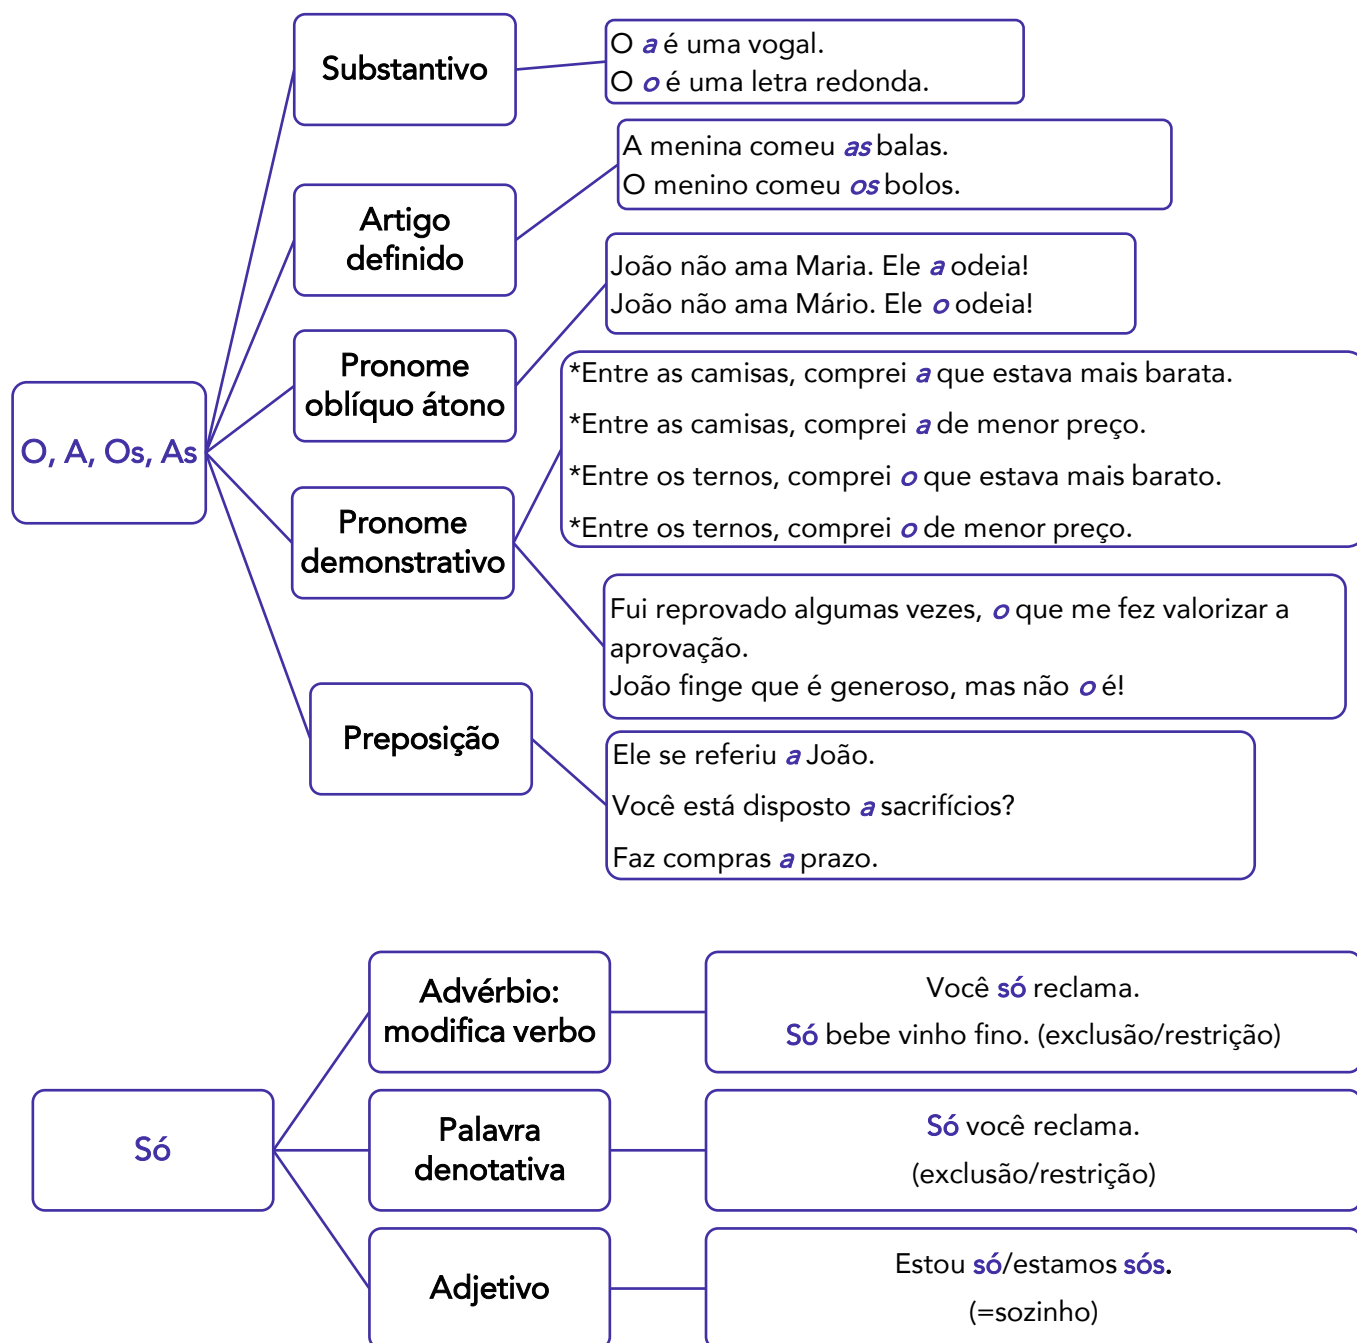 O, A, Os, As
Substantivo
O a é uma vogal.
O o é uma letra redonda.
Artigo
definido
A menina comeu as balas.
O menino comeu os bolos.
Pronome
oblíquo átono
João não ama Maria. Ele a odeia!
João não ama Mário. Ele o odeia!
Pronome
demonstrativo
*Entre as camisas, comprei a que estava mais barata.
*Entre as camisas, comprei a de menor preço.
*Entre os ternos, comprei o que estava mais barato.
*Entre os ternos, comprei o de menor preço.
Fui reprovado algumas vezes, o que me fez valorizar a
aprovação.
João finge que é generoso, mas não o é!
Preposição
Ele se referiu a João.
Você está disposto a sacrifícios?
Faz compras a prazo.
Só
Advérbio:
modifica verbo
Você só reclama.
Só bebe vinho fino. (exclusão/restrição)
Palavra
denotativa
Só você reclama.
(exclusão/restrição)
Adjetivo
Estou só/estamos sós.
(=sozinho)